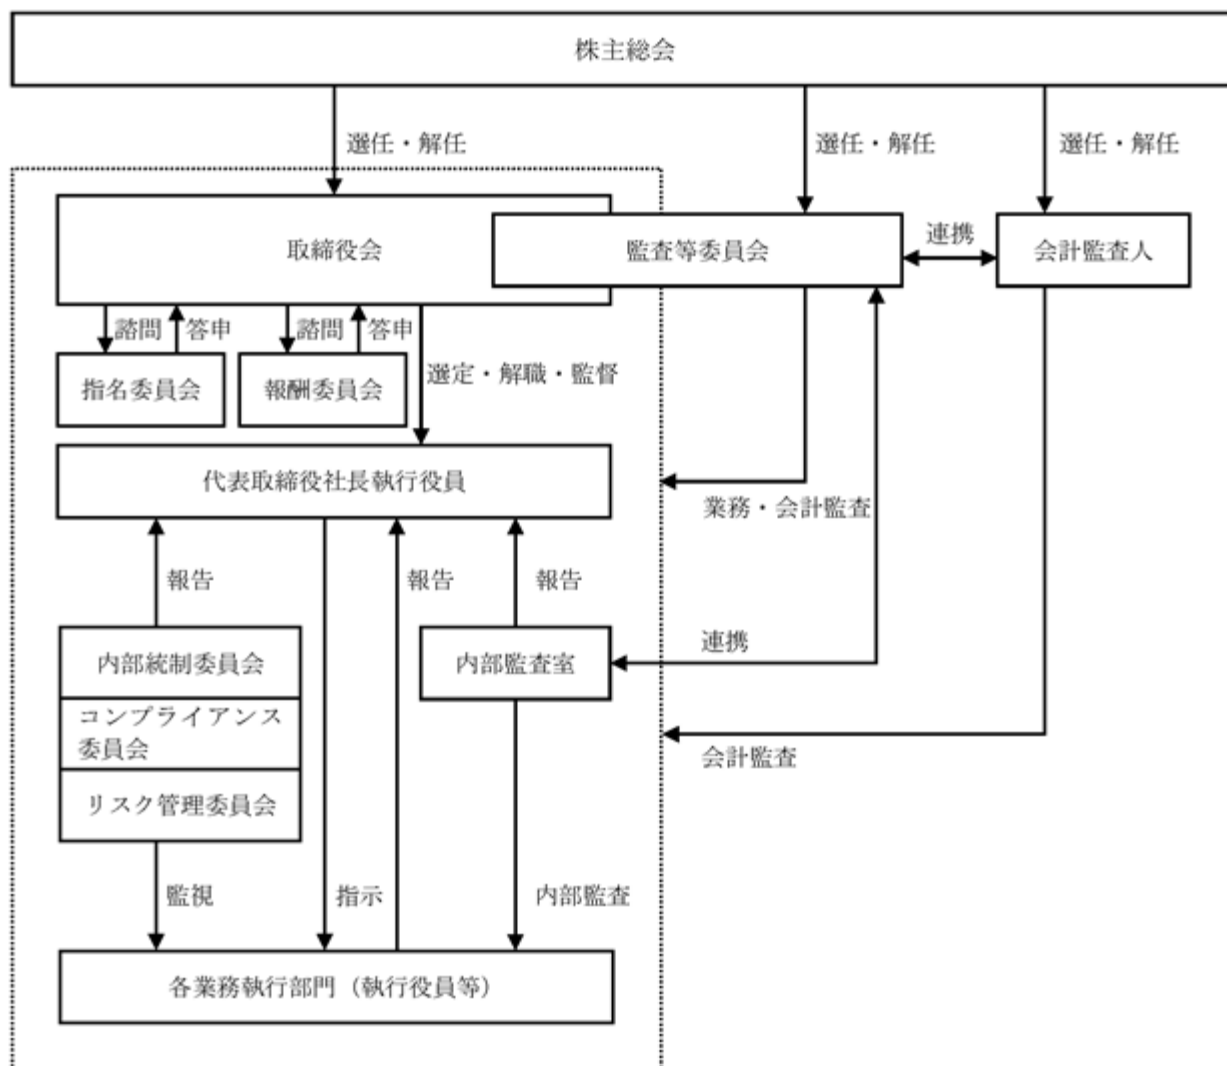 株主総会
選任・解任
選任・解任
選任・解任
取締役会
監査等委員会
連携
会計監査人
諮問
答申
諮問
答申
指名委員会
報酬委員会
選定・解職・監督
代表取締役社長執行役員
業務・会計監査
報告
報告
報告
内部統制委員会
内部監査室
連携
コンプライアンス
委員会
会計監査
リスク管理委員会
監視
指示
内部監査
各業務執行部門（執行役員等）